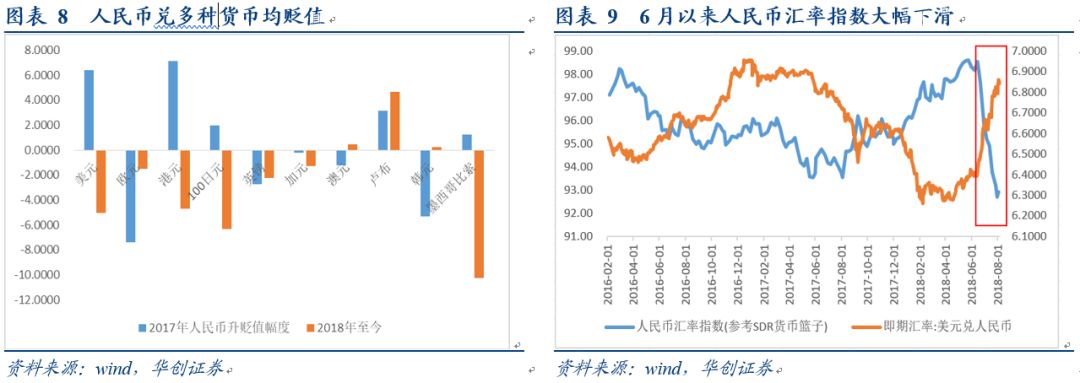 图表 8 人民币兑多种货币均贬值
8.0000
6.0000
4.0000
2.0000
0.0000
-2.0000
-4.0000
-6.0000
-8.0000
-10.0000
-12.0000
美元
欧元
港元
100日元
英镑
加元
澳元
卢布
韩元
墨西哥比索
2017年人民币升贬值幅度
2018年至今
资料来源：wind，华创证券
图表 9 6 月以来人民币汇率指数大幅下滑
99.00
98.00
97.00
96.00
95.00
94.00
93.00
92.00
91.00
7.0000
6.9000
6.8000
6.7000
6.6000
6.5000
6.4000
6.3000
6.2000
6.1000
2016-02-01
2016-04-01
2016-06-01
2016-08-01
2016-10-01
2016-12-01
2017-02-01
2017-04-01
2017-06-01
2017-08-01
2017-10-01
2017-12-01
2018-02-01
2018-04-01
2018-06-01
2018-08-01
人民币汇率指数(参考SDR货币篮子)
即期汇率:美元兑人民币
资料来源：wind，华创证券